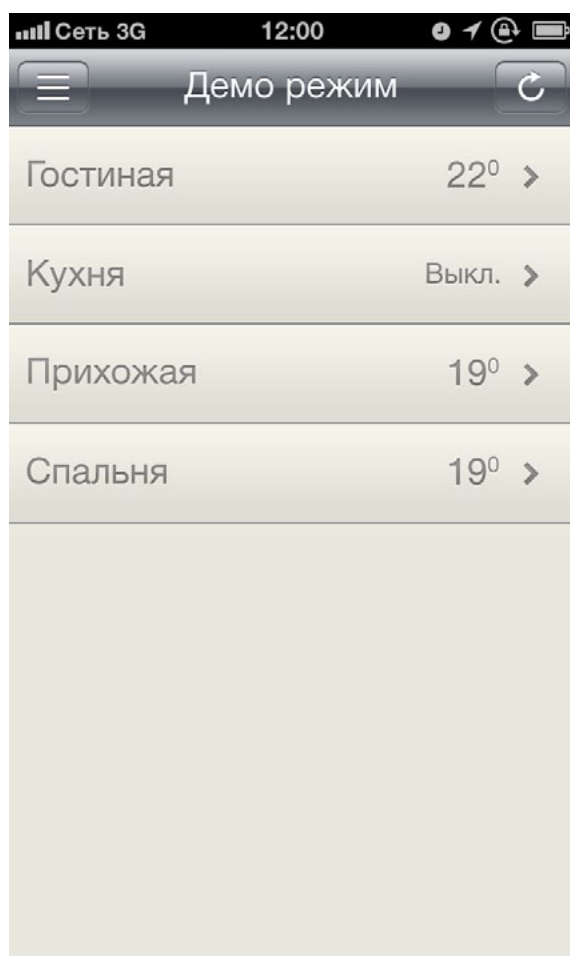 Сеть 3G 12:00
Демо режим
Гостиная 22⁰
Кухня Выкл.
Прихожая 19⁰
Спальня 19⁰